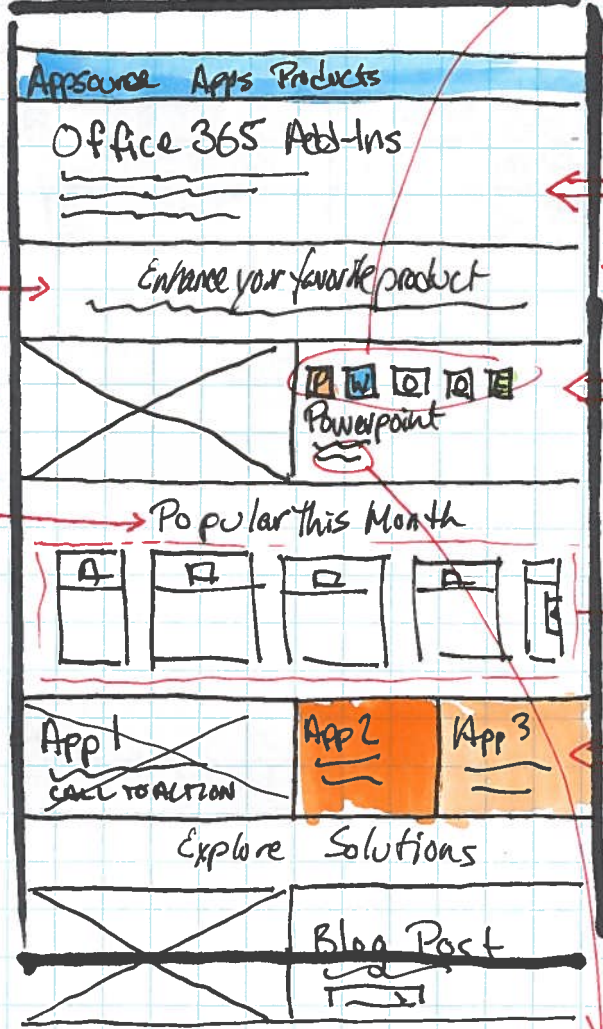 Appsource Apps Products
Office 365 Add-Ins
Enhance your favorite product
P W O E
Powerpoint
Popular this Month
App 1
CALL TO ACTION
App 2
App 3
Explore Solutions
Blog Post